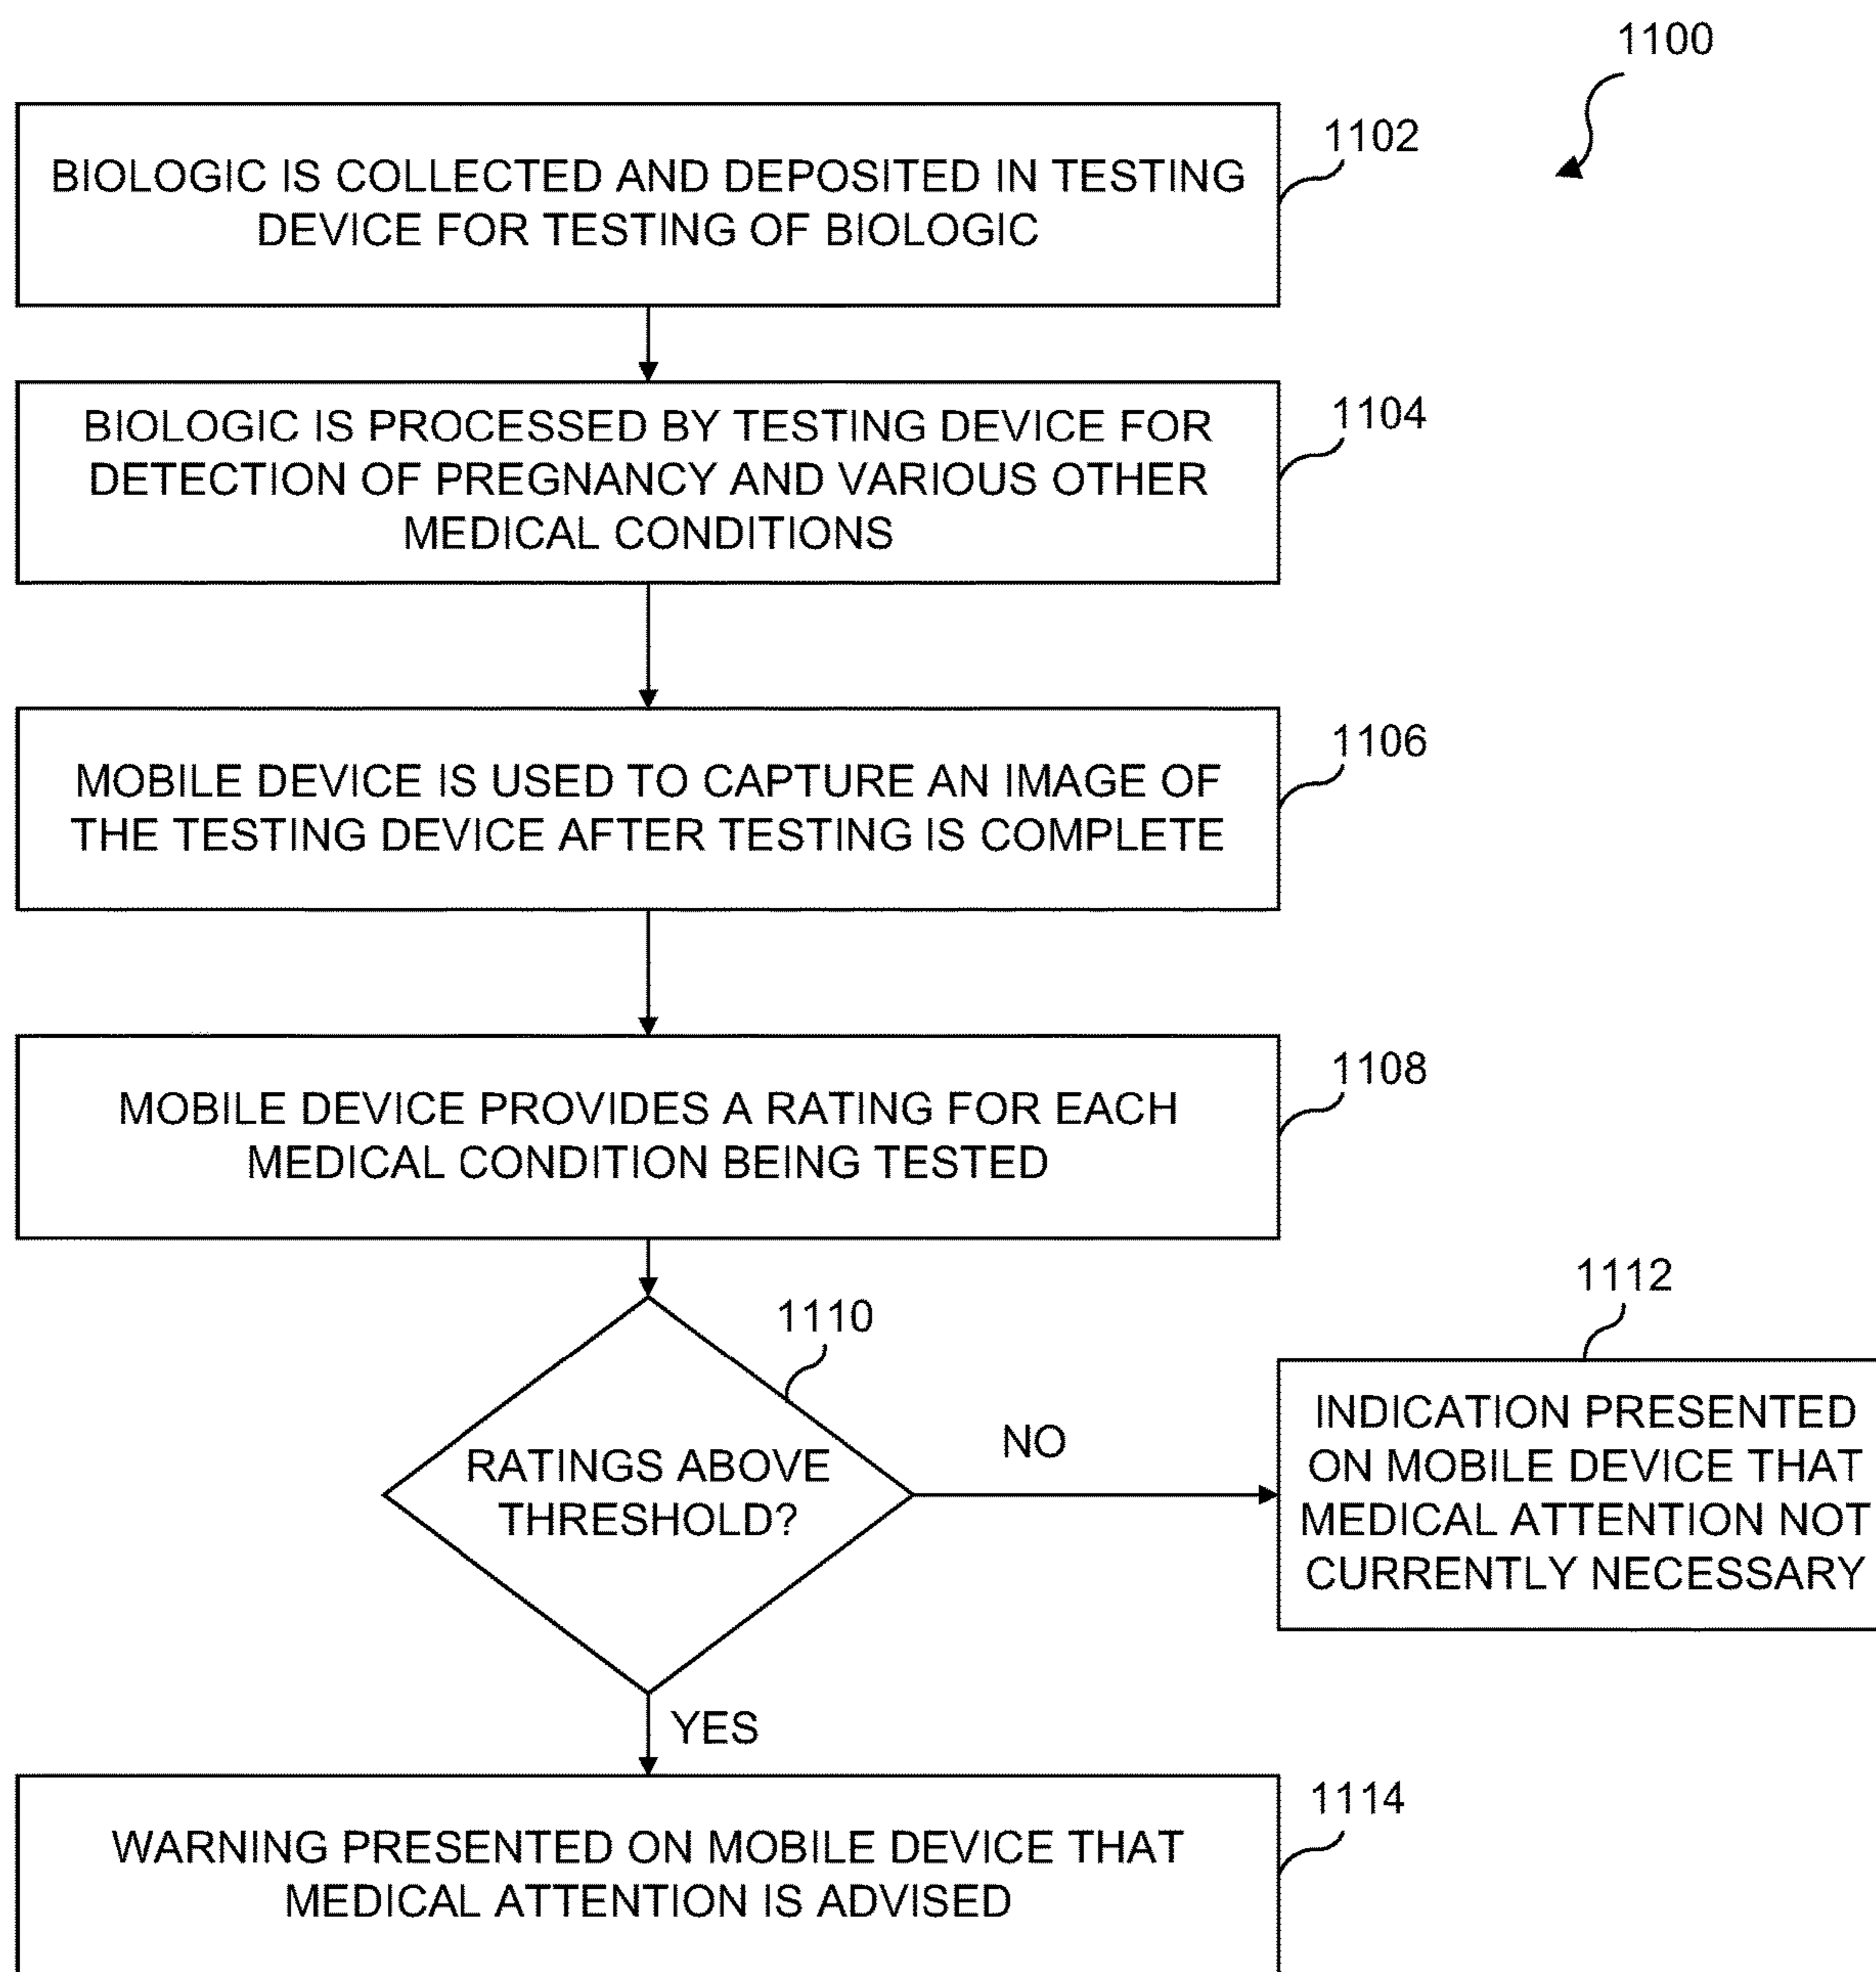 1100
BIOLOGIC IS COLLECTED AND DEPOSITED IN TESTING
DEVICE FOR TESTING OF BIOLOGIC
1102
BIOLOGIC IS PROCESSED BY TESTING DEVICE FOR
DETECTION OF PREGNANCY AND VARIOUS OTHER
MEDICAL CONDITIONS
1104
MOBILE DEVICE IS USED TO CAPTURE AN IMAGE OF
THE TESTING DEVICE AFTER TESTING IS COMPLETE
1106
MOBILE DEVICE PROVIDES A RATING FOR EACH
MEDICAL CONDITION BEING TESTED
1108
RATINGS ABOVE
THRESHOLD?
1110
NO
INDICATION PRESENTED
ON MOBILE DEVICE THAT
MEDICAL ATTENTION NOT
CURRENTLY NECESSARY
1112
YES
WARNING PRESENTED ON MOBILE DEVICE THAT
MEDICAL ATTENTION IS ADVISED
1114